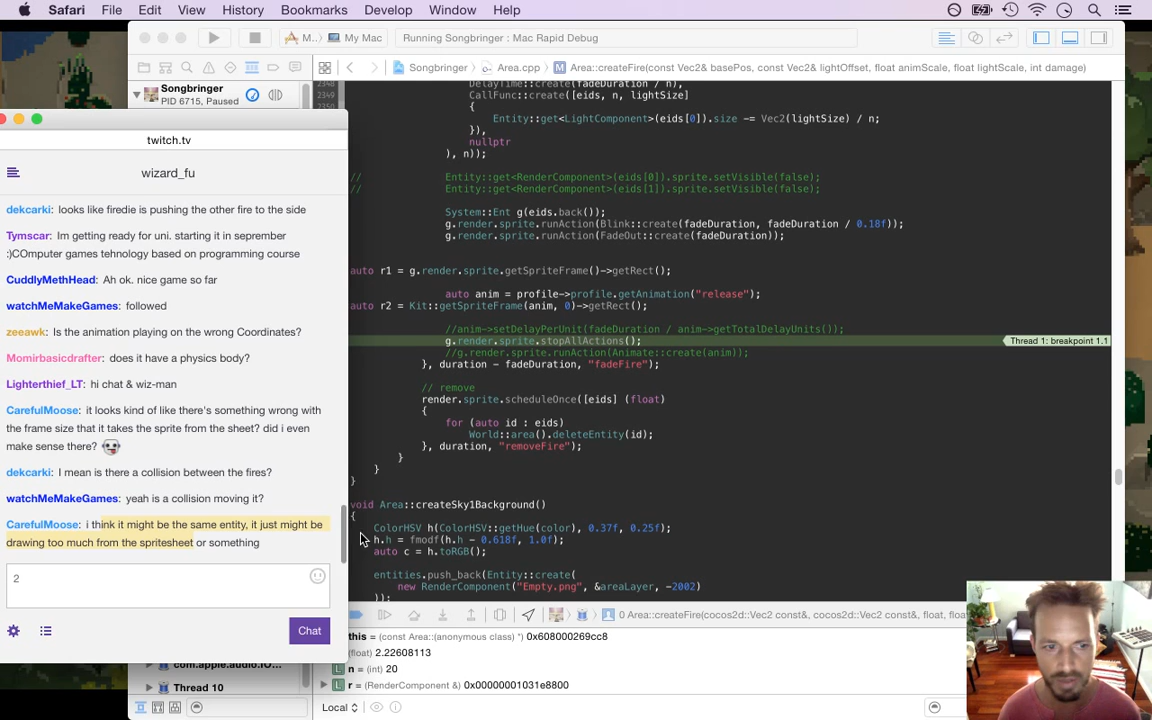 Safari File Edit View History Bookmarks Develop Window Help
M.. My Mac
Running Songbringer : Mac Rapid Debug
Songbringer
Area.cpp
Area::createFire(const Vec2& basePos, const Vec2& lightOffset, float animScale, float lightScale, int damage)
Songbringer
PID 6715, Paused
twitch.tv
wizard_fu
dekcarki: looks like firedie is pushing the other fire to the side
Tymscar: Im getting ready for uni. starting it in seprember
:)COmputer games tehnology based on programming course
CuddlyMethHead: Ah ok. nice game so far
watchMeMakeGames: followed
zeeawk: Is the animation playing on the wrong Coordinates?
Momirbasicdrafter: does it have a physics body?
Lighterthief_LT: hi chat & wiz-man
CarefulMoose: it looks kind of like there's something wrong with
the frame size that it takes the sprite from the sheet? did i even
make sense there?
dekcarki: I mean is there a collision between the fires?
watchMeMakeGames: yeah is a collision moving it?
CarefulMoose: i think it might be the same entity, it just might be
drawing too much from the spritesheet or something
2
Chat
com.apple.audio.IO...
Thread 10
2348
2349
2350
DelayTime::create(fadeDuration / n),
CallFunc::create([eids, n, lightSize]
{
Entity::get<LightComponent>(eids[0]).size -= Vec2(lightSize) / n;
}),
nullptr
), n));
// Entity::get<RenderComponent>(eids[0]).sprite.setVisible(false);
// Entity::get<RenderComponent>(eids[1]).sprite.setVisible(false);
System::Ent g(eids.back());
g.render.sprite.runAction(Blink::create(fadeDuration, fadeDuration / 0.18f));
g.render.sprite.runAction(FadeOut::create(fadeDuration));
auto r1 = g.render.sprite.getSpriteFrame()->getRect();
auto anim = profile->profile.getAnimation("release");
auto r2 = Kit::getSpriteFrame(anim, 0)->getRect();
//anim->setDelayPerUnit(fadeDuration / anim->getTotalDelayUnits());
g.render.sprite.stopAllActions();
Thread 1: breakpoint 1.1
//g.render.sprite.runAction(Animate::create(anim));
}, duration - fadeDuration, "fadeFire");
// remove
render.sprite.scheduleOnce([eids] (float)
{
for (auto id : eids)
World::area().deleteEntity(id);
}, duration, "removeFire");
}
}
}
void Area::createSky1Background()
{
ColorHSV h(ColorHSV::getHue(color), 0.37f, 0.25f);
h.h = fmodf(h.h - 0.618f, 1.0f);
auto c = h.toRGB();
entities.push_back(Entity::create(
new RenderComponent("Empty.png", &areaLayer, -2002)
));
0 Area::createFire(cocos2d::Vec2 const&, cocos2d::Vec2 const&, float, float
this = (const Area::(anonymous class) *) 0x608000269cc8
(float) 2.22608113
L n = (int) 20
L r = (RenderComponent &) 0x00000001031e8800
Local